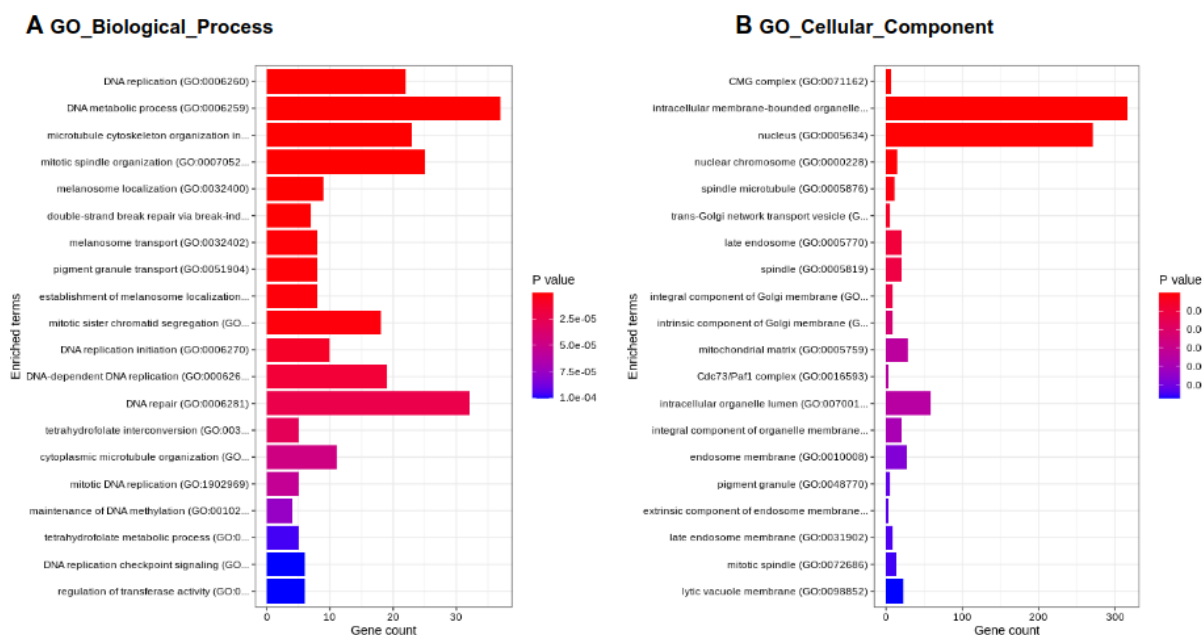 A GO_Biological_Process
DNA replication (GO:0006260)
DNA metabolic process (GO:0006259)
microtubule cytoskeleton organization in...
mitotic spindle organization (GO:0007052...
melanosome localization (GO:0032400)
double-strand break repair via break-ind...
melanosome transport (GO:0032402)
pigment granule transport (GO:0051904)
establishment of melanosome localization...
mitotic sister chromatid segregation (GO...
DNA replication initiation (GO:0006270)
DNA-dependent DNA replication (GO:000626...
DNA repair (GO:0006281)
tetrahydrofolate interconversion (GO:003...
cytoplasmic microtubule organization (GO...
mitotic DNA replication (GO:1902969)
maintenance of DNA methylation (GO:00102...
tetrahydrofolate metabolic process (GO:0...
DNA replication checkpoint signaling (GO...
regulation of transferase activity (GO:0...
Enriched terms
0 10 20 30
Gene count
P value
2.5e-05
5.0e-05
7.5e-05
1.0e-04
B GO_Cellular_Component
CMG complex (GO:0071162)
intracellular membrane-bounded organelle...
nucleus (GO:0005634)
nuclear chromosome (GO:0000228)
spindle microtubule (GO:0005876)
trans-Golgi network transport vesicle (G...
late endosome (GO:0005770)
spindle (GO:0005819)
integral component of Golgi membrane (GO...
intrinsic component of Golgi membrane (G...
mitochondrial matrix (GO:0005759)
Cdc73/Paf1 complex (GO:0016593)
intracellular organelle lumen (GO:007001...
integral component of organelle membrane...
endosome membrane (GO:0010008)
pigment granule (GO:0048770)
extrinsic component of endosome membrane...
late endosome membrane (GO:0031902)
mitotic spindle (GO:0072686)
lytic vacuole membrane (GO:0098852)
Enriched terms
0 100 200 300
Gene count
P value
0.0
0.0
0.0
0.0